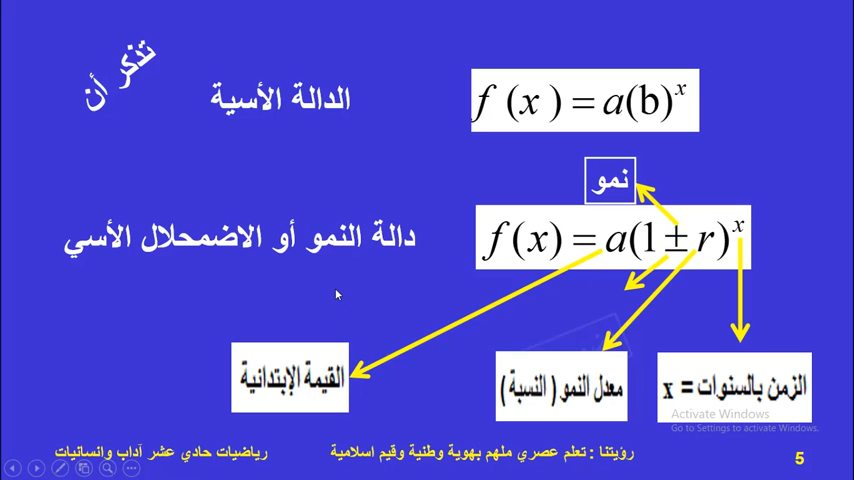 تذكر أن
الدالة الأسية
f (x) = a(b)^x
نمو
دالة النمو أو الاضمحلال الأسي
f(x) = a(1 ± r)^x
القيمة الإبتدانية
معدل النمو ( النسبة )
الزمن بالسنوات = x
Activate Windows
Go to Settings to activate Windows.
رياضيات حادي عشر آداب وانسانيات
رؤيتنا : تعلم عصري ملهم بهوية وطنية وقيم اسلامية
5